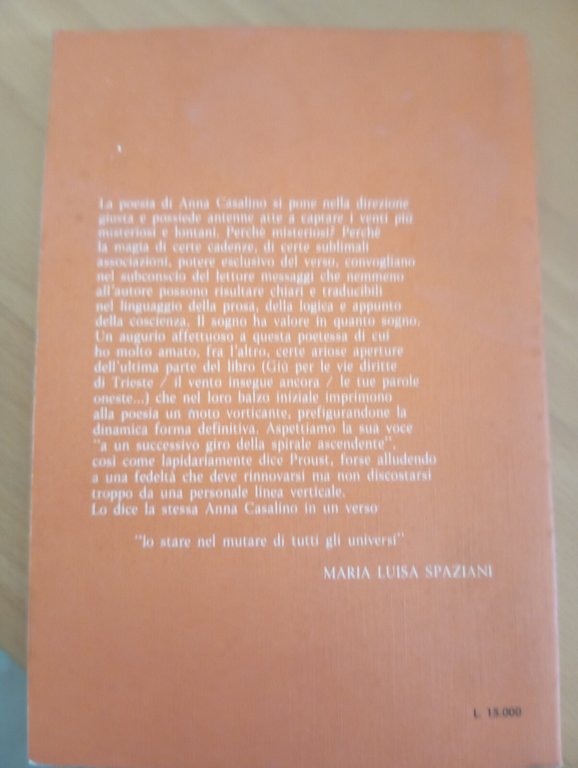 La poesia di Anna Casalino si pone nella direzione
giusta e possiede antenne atte a captare i venti più
misteriosi e lontani. Perchè misteriosi? Perchè
la magia di certe cadenze, di certe sublimali
associazioni, potere esclusivo del verso, convogliano
nel subconscio del lettore messaggi che nemmeno
all'autore possono risultare chiari e traducibili
nel linguaggio della prosa, della logica e appunto
della coscienza. Il sogno ha valore in quanto sogno.
Un augurio affettuoso a questa poetessa di cui
ho molto amato, fra l'altro, certe ariose aperture
dell'ultima parte del libro (Giù per le vie diritte
di Trieste / il vento insegue ancora / le tue parole
oneste...) che nel loro balzo iniziale imprimono
alla poesia un moto vorticante, prefigurandone la
dinamica forma definitiva. Aspettiamo la sua voce
"a un successivo giro della spirale ascendente",
così come lapidariamente dice Proust, forse alludendo
a una fedeltà che deve rinnovarsi ma non discostarsi
troppo da una personale linea verticale.
Lo dice la stessa Anna Casalino in un verso
"lo stare nel mutare di tutti gli universi"
MARIA LUISA SPAZIANI
L. 15.000